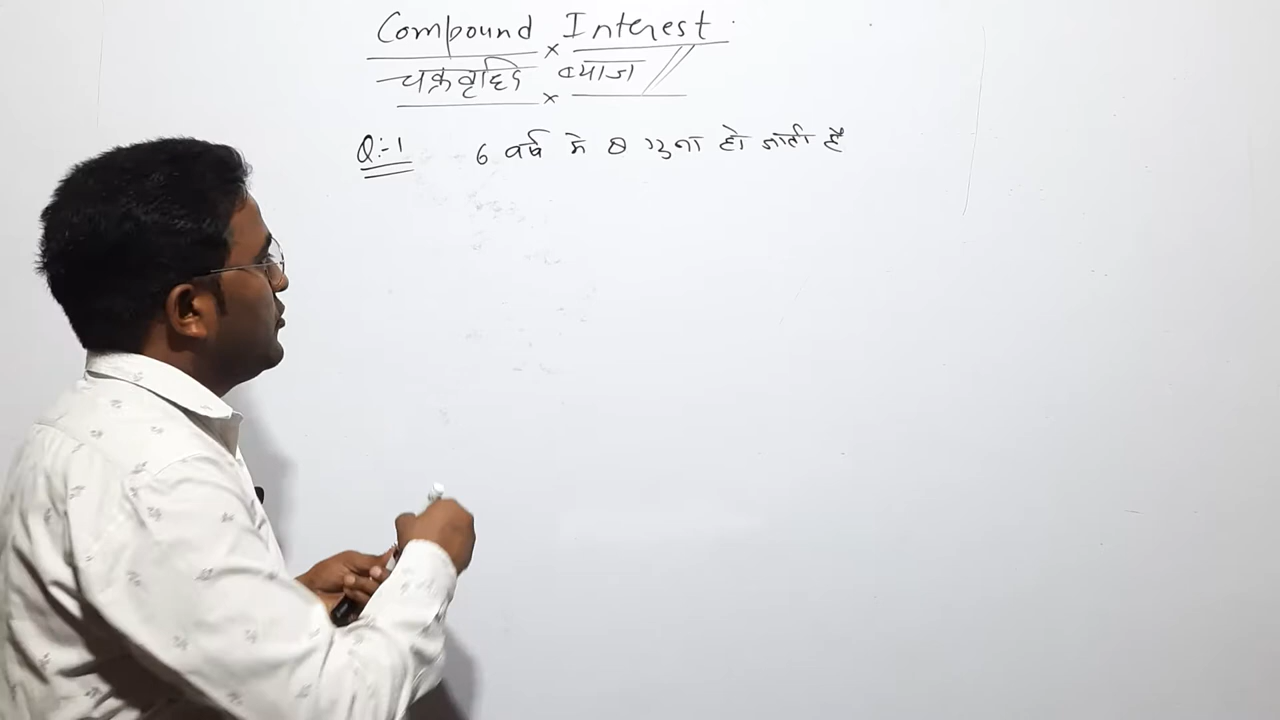 Compound Interest
चक्रवृद्धि ब्याज
Q:-1 6 वर्ष मे 8 गुना हो जाती है